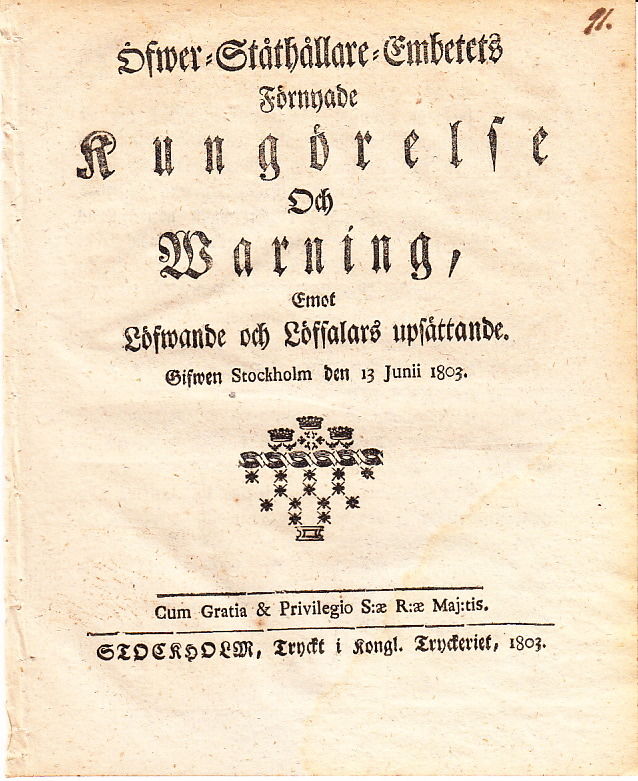 91.
Öfwer-Ståthållare-Embetets
Förnyade
Kungörelse
Och
Warning,
Emot
Löfwande och Löfsalars upsättande.
Gifwen Stockholm den 13 Junii 1803.
Cum Gratia & Privilegio S:æ R:æ Maj:tis.
STOCKHOLM, Tryckt i Kongl. Tryckeriet, 1803.